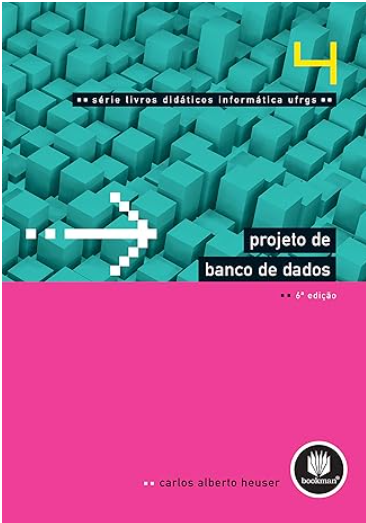 4
série livros didáticos informática ufrgs
projeto de
banco de dados
6ª edição
carlos alberto heuser
bookman®